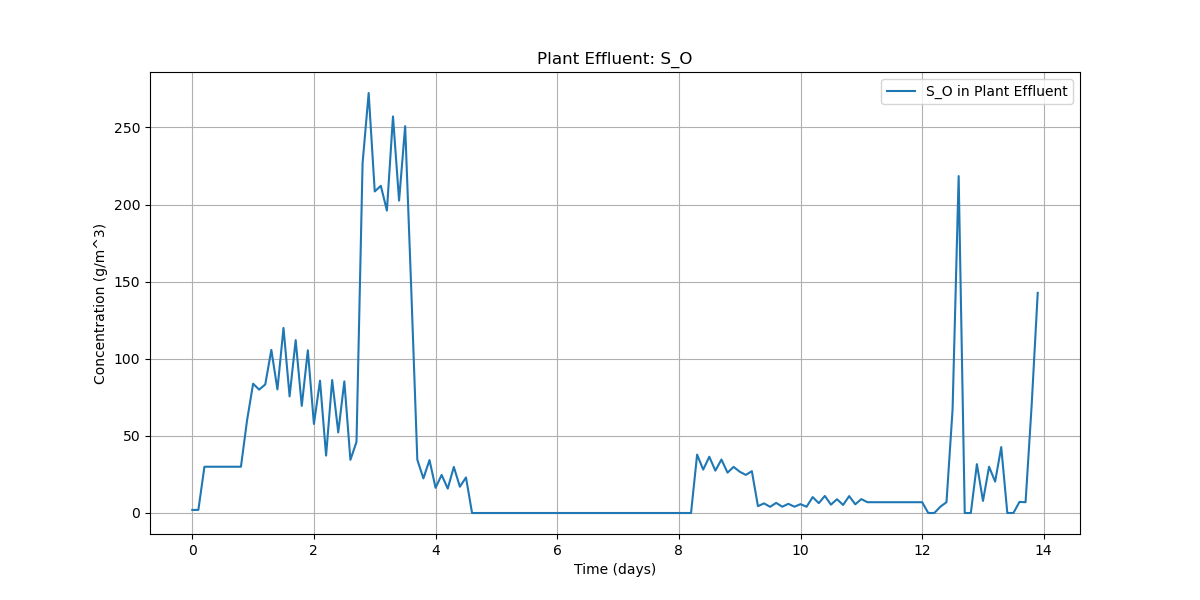 Plant Effluent: S_O
S_O in Plant Effluent
Concentration (g/m^3)
250
200
150
100
50
0
0 2 4 6 8 10 12 14
Time (days)